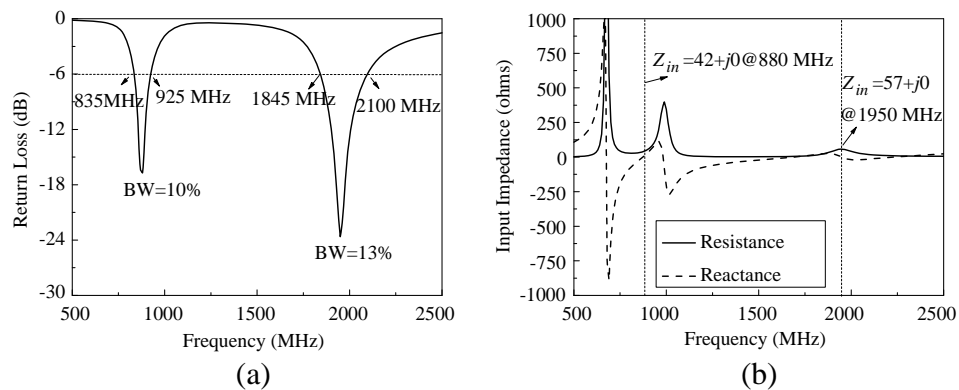 0
-6
-12
-18
-24
-30
Return Loss (dB)
835MHz
925 MHz
1845 MHz
2100 MHz
BW=10%
BW=13%
500
1000
1500
2000
2500
Frequency (MHz)
(a)
1000
750
500
250
0
-250
-500
-750
-1000
Input Impedance (ohms)
Z_in=42+j0@880 MHz
Z_in=57+j0
@1950 MHz
Resistance
Reactance
500
1000
1500
2000
2500
Frequency (MHz)
(b)